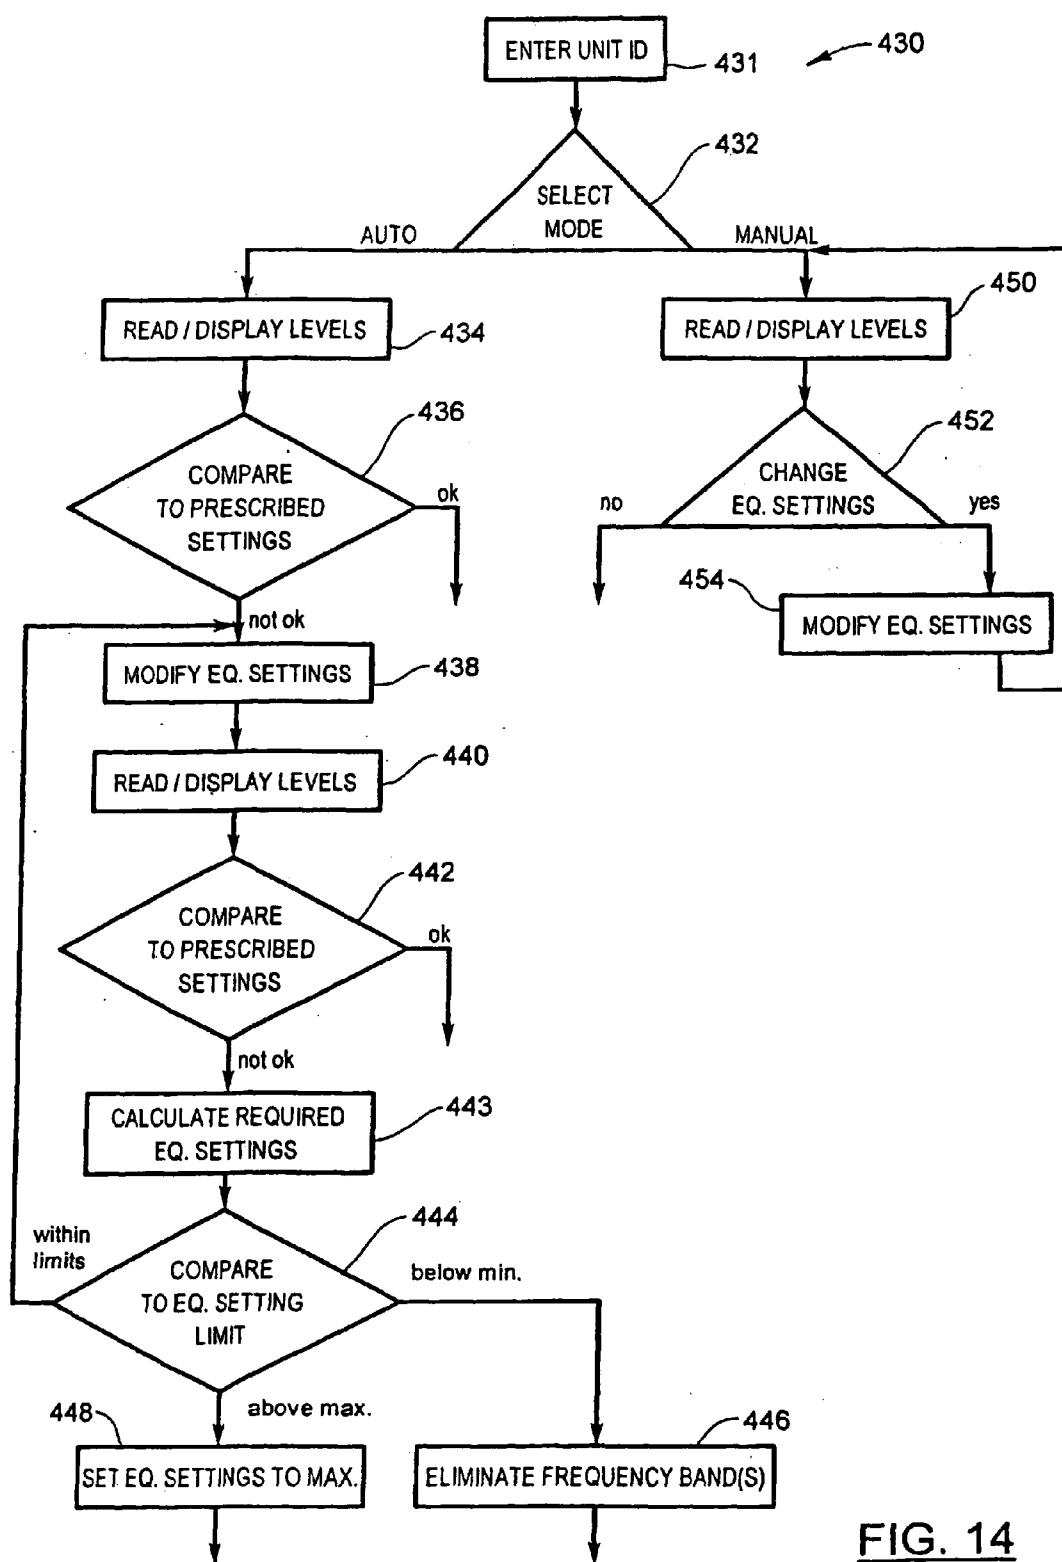 ENTER UNIT ID
431
430
432
SELECT
MODE
AUTO
MANUAL
READ / DISPLAY LEVELS
434
450
READ / DISPLAY LEVELS
436
COMPARE
TO PRESCRIBED
SETTINGS
ok
452
CHANGE
EQ. SETTINGS
no
yes
454
MODIFY EQ. SETTINGS
not ok
MODIFY EQ. SETTINGS
438
440
READ / DISPLAY LEVELS
442
COMPARE
TO PRESCRIBED
SETTINGS
ok
not ok
CALCULATE REQUIRED
EQ. SETTINGS
443
444
within
limits
COMPARE
TO EQ. SETTING
LIMIT
below min.
above max.
448
SET EQ. SETTINGS TO MAX.
446
ELIMINATE FREQUENCY BAND(S)
FIG. 14